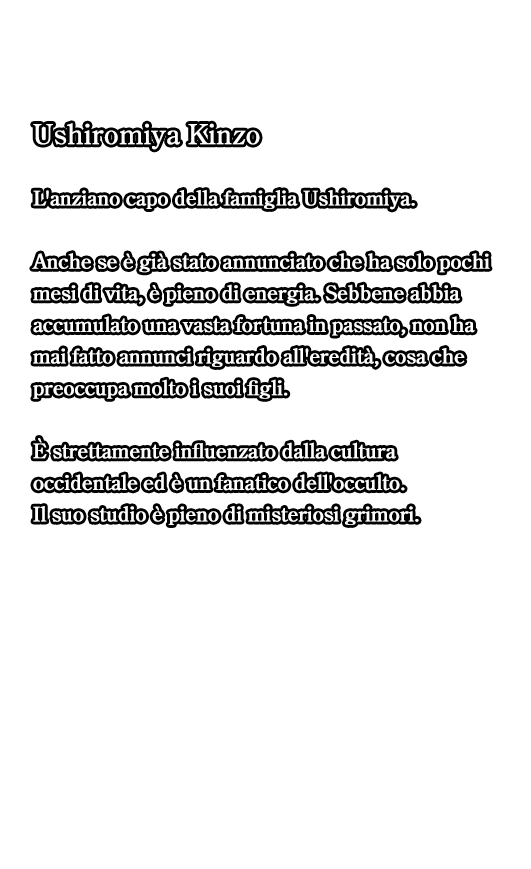 Ushiromiya Kinzo
L'anziano capo della famiglia Ushiromiya.
Anche se è già stato annunciato che ha solo pochi
mesi di vita, è pieno di energia. Sebbene abbia
accumulato una vasta fortuna in passato, non ha
mai fatto annunci riguardo all'eredità, cosa che
preoccupa molto i suoi figli.
È strettamente influenzato dalla cultura
occidentale ed è un fanatico dell'occulto.
Il suo studio è pieno di misteriosi grimori.